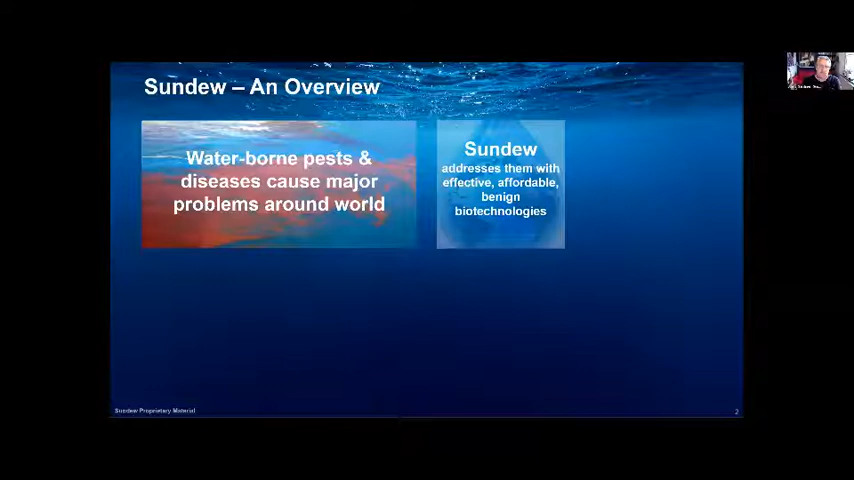 Sundew – An Overview
Water-borne pests &
diseases cause major
problems around world
Sundew
addresses them with
effective, affordable,
benign
biotechnologies
Sundew Proprietary Material
2